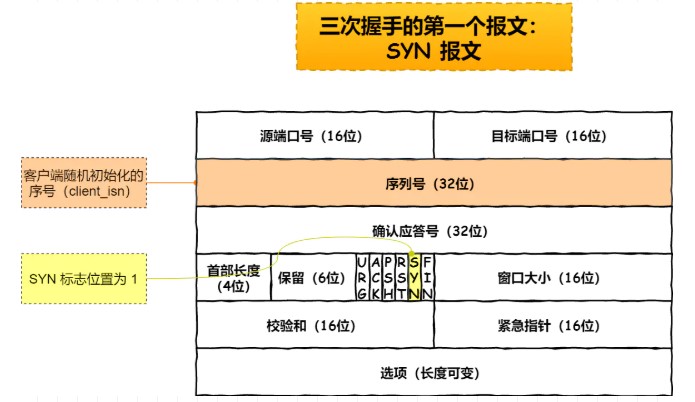 三次握手的第一个报文：
SYN 报文
源端口号（16位）
目标端口号（16位）
客户端随机初始化的
序号（client_isn）
序列号（32位）
确认应答号（32位）
SYN 标志位置为 1
首部长度
（4位）
保留（6位）
URG
ACK
PSH
RST
SYN
FIN
窗口大小（16位）
校验和（16位）
紧急指针（16位）
选项（长度可变）